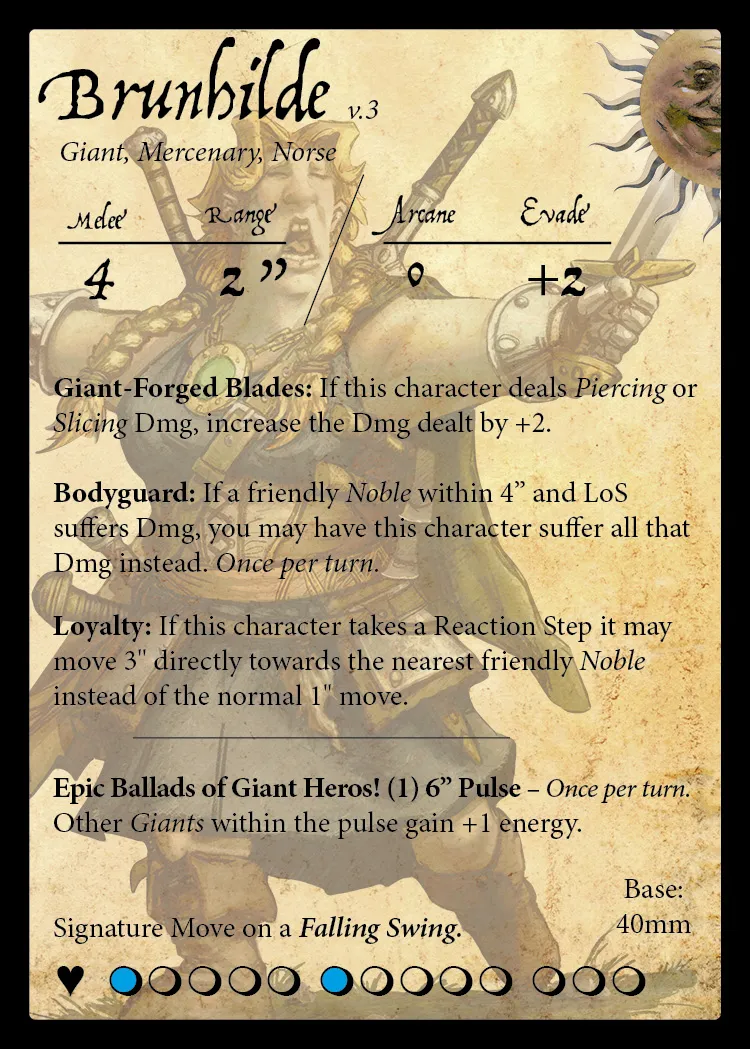 Brunhilde v.3
Giant, Mercenary, Norse
Melee Range Arcane Evade
4 2” 0 +2
Giant-Forged Blades: If this character deals Piercing or
Slicing Dmg, increase the Dmg dealt by +2.
Bodyguard: If a friendly Noble within 4” and LoS
suffers Dmg, you may have this character suffer all that
Dmg instead. Once per turn.
Loyalty: If this character takes a Reaction Step it may
move 3" directly towards the nearest friendly Noble
instead of the normal 1" move.
Epic Ballads of Giant Heros! (1) 6” Pulse – Once per turn.
Other Giants within the pulse gain +1 energy.
Base:
Signature Move on a Falling Swing. 40mm